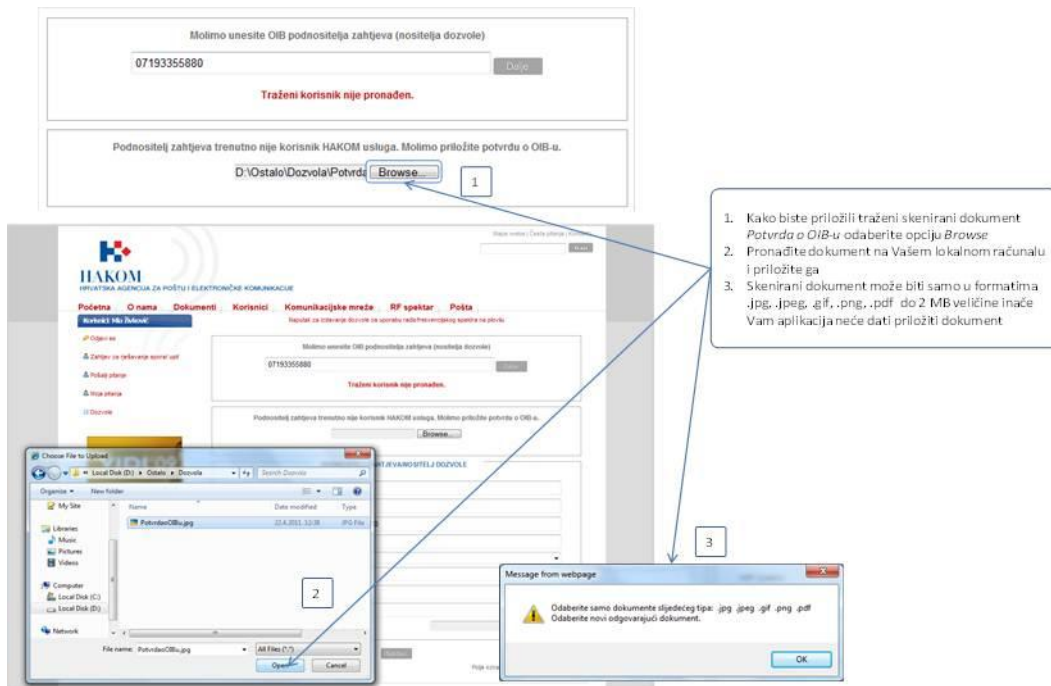 Molimo unesite OIB podnositelja zahtjeva (nositelja dozvole)
07193355880
Dalje
Traženi korisnik nije pronađen.
Podnositelj zahtjeva trenutno nije korisnik HAKOM usluga. Molimo priložite potvrdu o OIB-u.
D:\Ostalo\Dozvola\Potvrda
Browse...
1
1. Kako biste priložili traženi skenirani dokument
Potvrda o OIB-u odaberite opciju Browse
2. Pronađite dokument na Vašem lokalnom računalu
i priložite ga
3. Skenirani dokument može biti samo u formatima
.jpg, .jpeg, .gif, .png, .pdf do 2 MB veličine inače
Vam aplikacija neće dati priložiti dokument
HAKOM
HRVATSKA AGENCIJA ZA POŠTU I ELEKTRONIČKE KOMUNIKACIJE
Početna O nama Dokumenti Korisnici Komunikacijske mreže RF spektar Pošta
Odjavi se
Pošalji pitanje
Moja pitanja
Dozvole
Molimo unesite OIB podnositelja zahtjeva (nositelja dozvole)
07193355880
Traženi korisnik nije pronađen.
Podnositelj zahtjeva trenutno nije korisnik HAKOM usluga. Molimo priložite potvrdu o OIB-u.
Browse...
Choose File to Upload
Local Disk (D:) Ostalo Dozvola
Search Dozvola
Organize New folder
My Site
Name Date modified Type
PotvrdaoOIBu.jpg JPG File
Libraries
Music
Pictures
Videos
Computer
Local Disk (C:)
Local Disk (D:)
Network
2
File name: PotvrdaoOIBu.jpg
All Files (*.*)
Open
Cancel
3
Message from webpage
Odaberite samo dokumente slijedećeg tipa: .jpg .jpeg .gif .png .pdf
Odaberite novi odgovarajući dokument.
OK